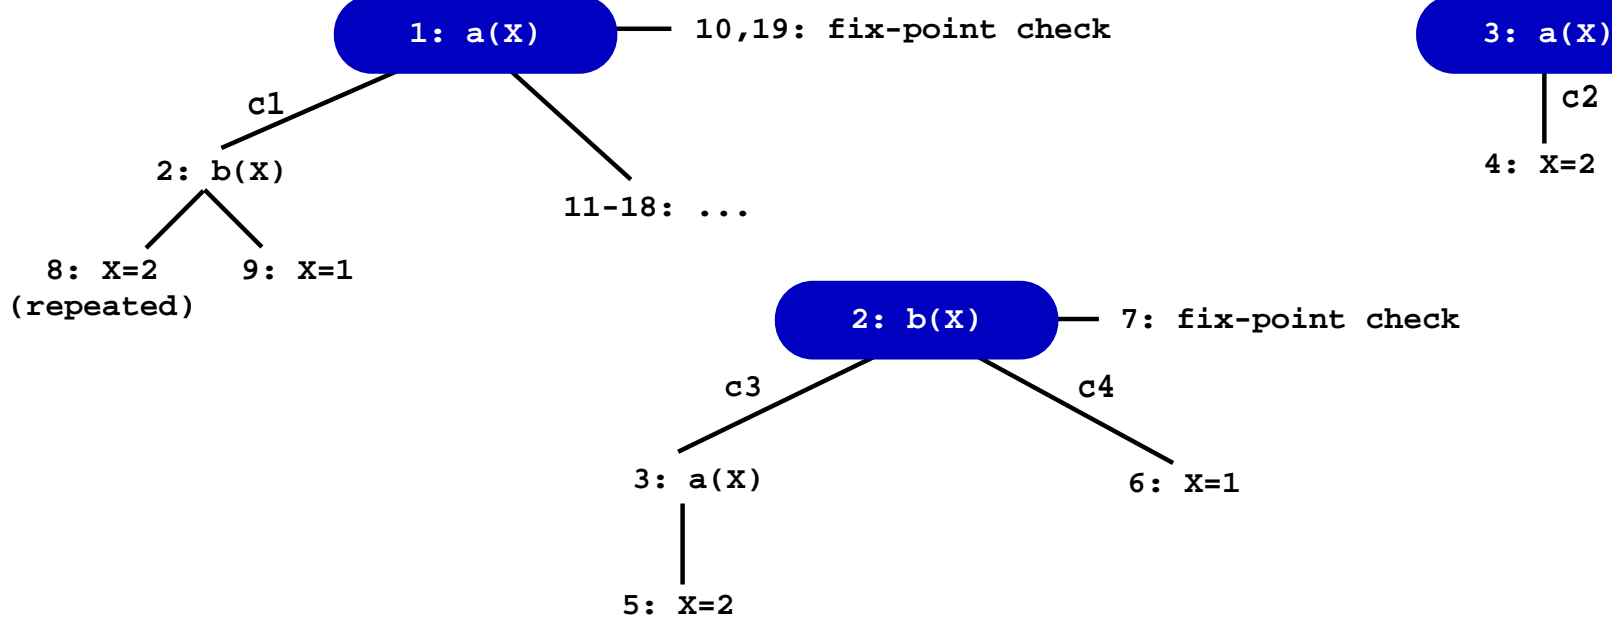 1: a(X)
10,19: fix-point check
3: a(X)
c1
c2
2: b(X)
4: X=2
11-18: ...
8: X=2
(repeated)
9: X=1
2: b(X)
7: fix-point check
c3
c4
3: a(X)
6: X=1
5: X=2